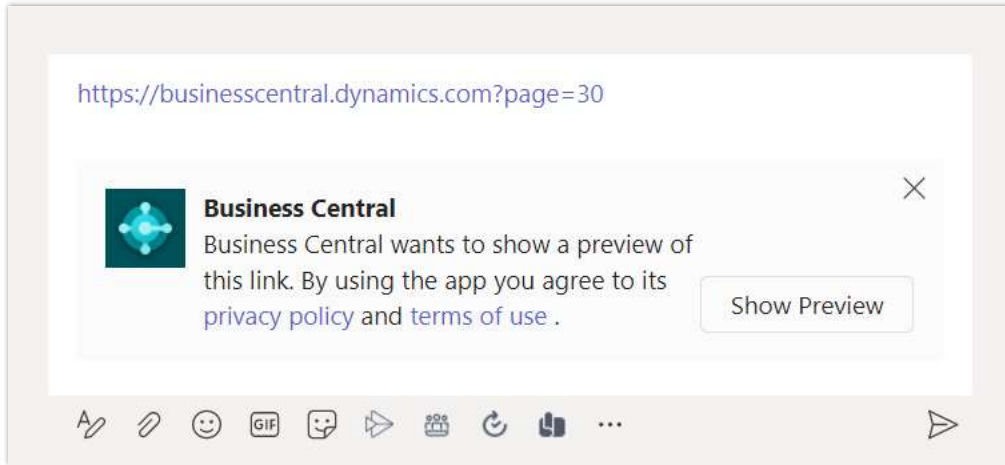 https://businesscentral.dynamics.com?page=30
Business Central
Business Central wants to show a preview of
this link. By using the app you agree to its
privacy policy and terms of use .
Show Preview
GIF